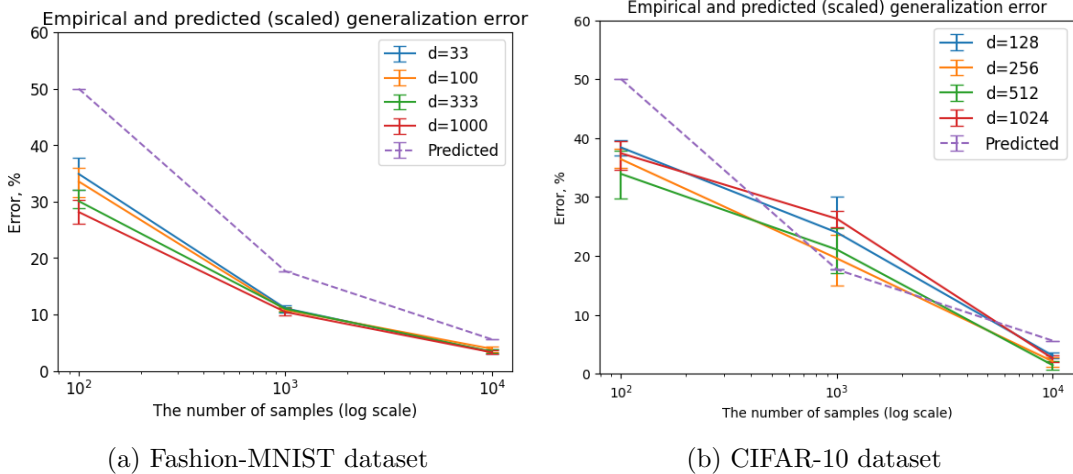 Empirical and predicted (scaled) generalization error
60
50
40
30
20
10
0
Error, %
d=33
d=100
d=333
d=1000
Predicted
10²
10³
10⁴
The number of samples (log scale)
(a) Fashion-MNIST dataset
Empirical and predicted (scaled) generalization error
60
50
40
30
20
10
0
Error, %
d=128
d=256
d=512
d=1024
Predicted
10²
10³
10⁴
The number of samples (log scale)
(b) CIFAR-10 dataset